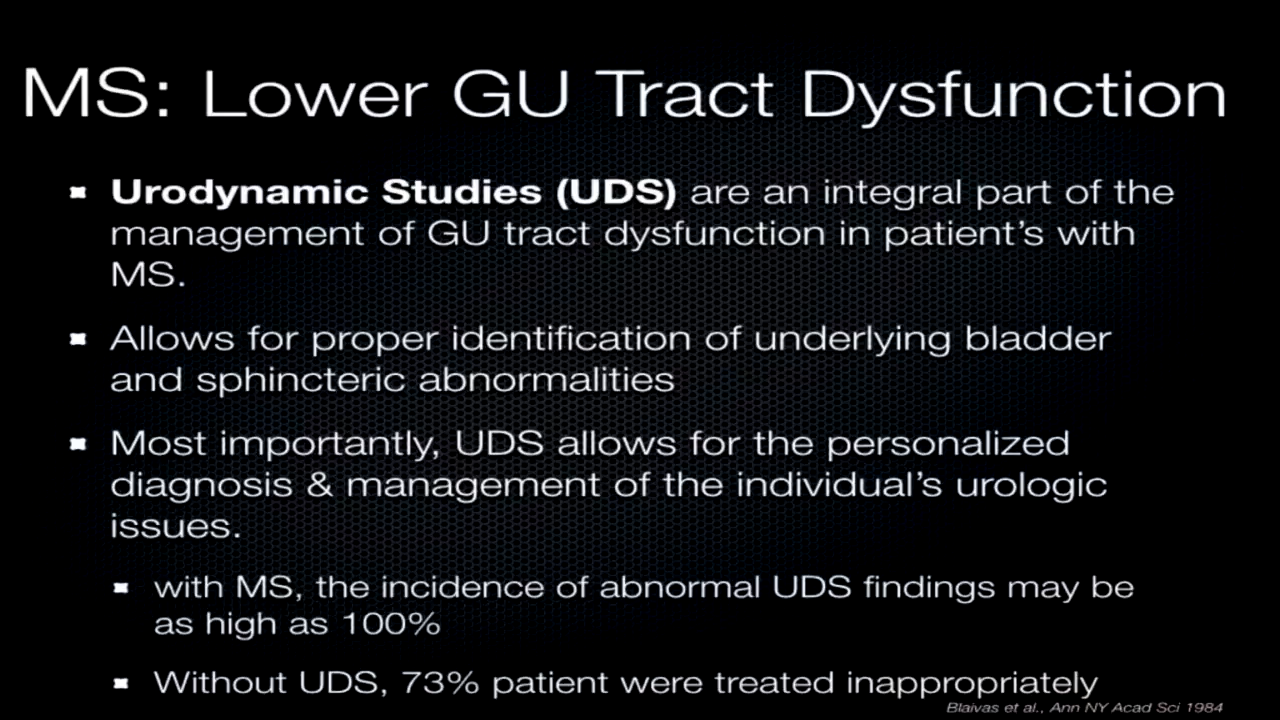 MS: Lower GU Tract Dysfunction
Urodynamic Studies (UDS) are an integral part of the
management of GU tract dysfunction in patient's with
MS.
Allows for proper identification of underlying bladder
and sphincteric abnormalities
Most importantly, UDS allows for the personalized
diagnosis & management of the individual's urologic
issues.
with MS, the incidence of abnormal UDS findings may be
as high as 100%
Without UDS, 73% patient were treated inappropriately
Blaivas et al., Ann NY Acad Sci 1984